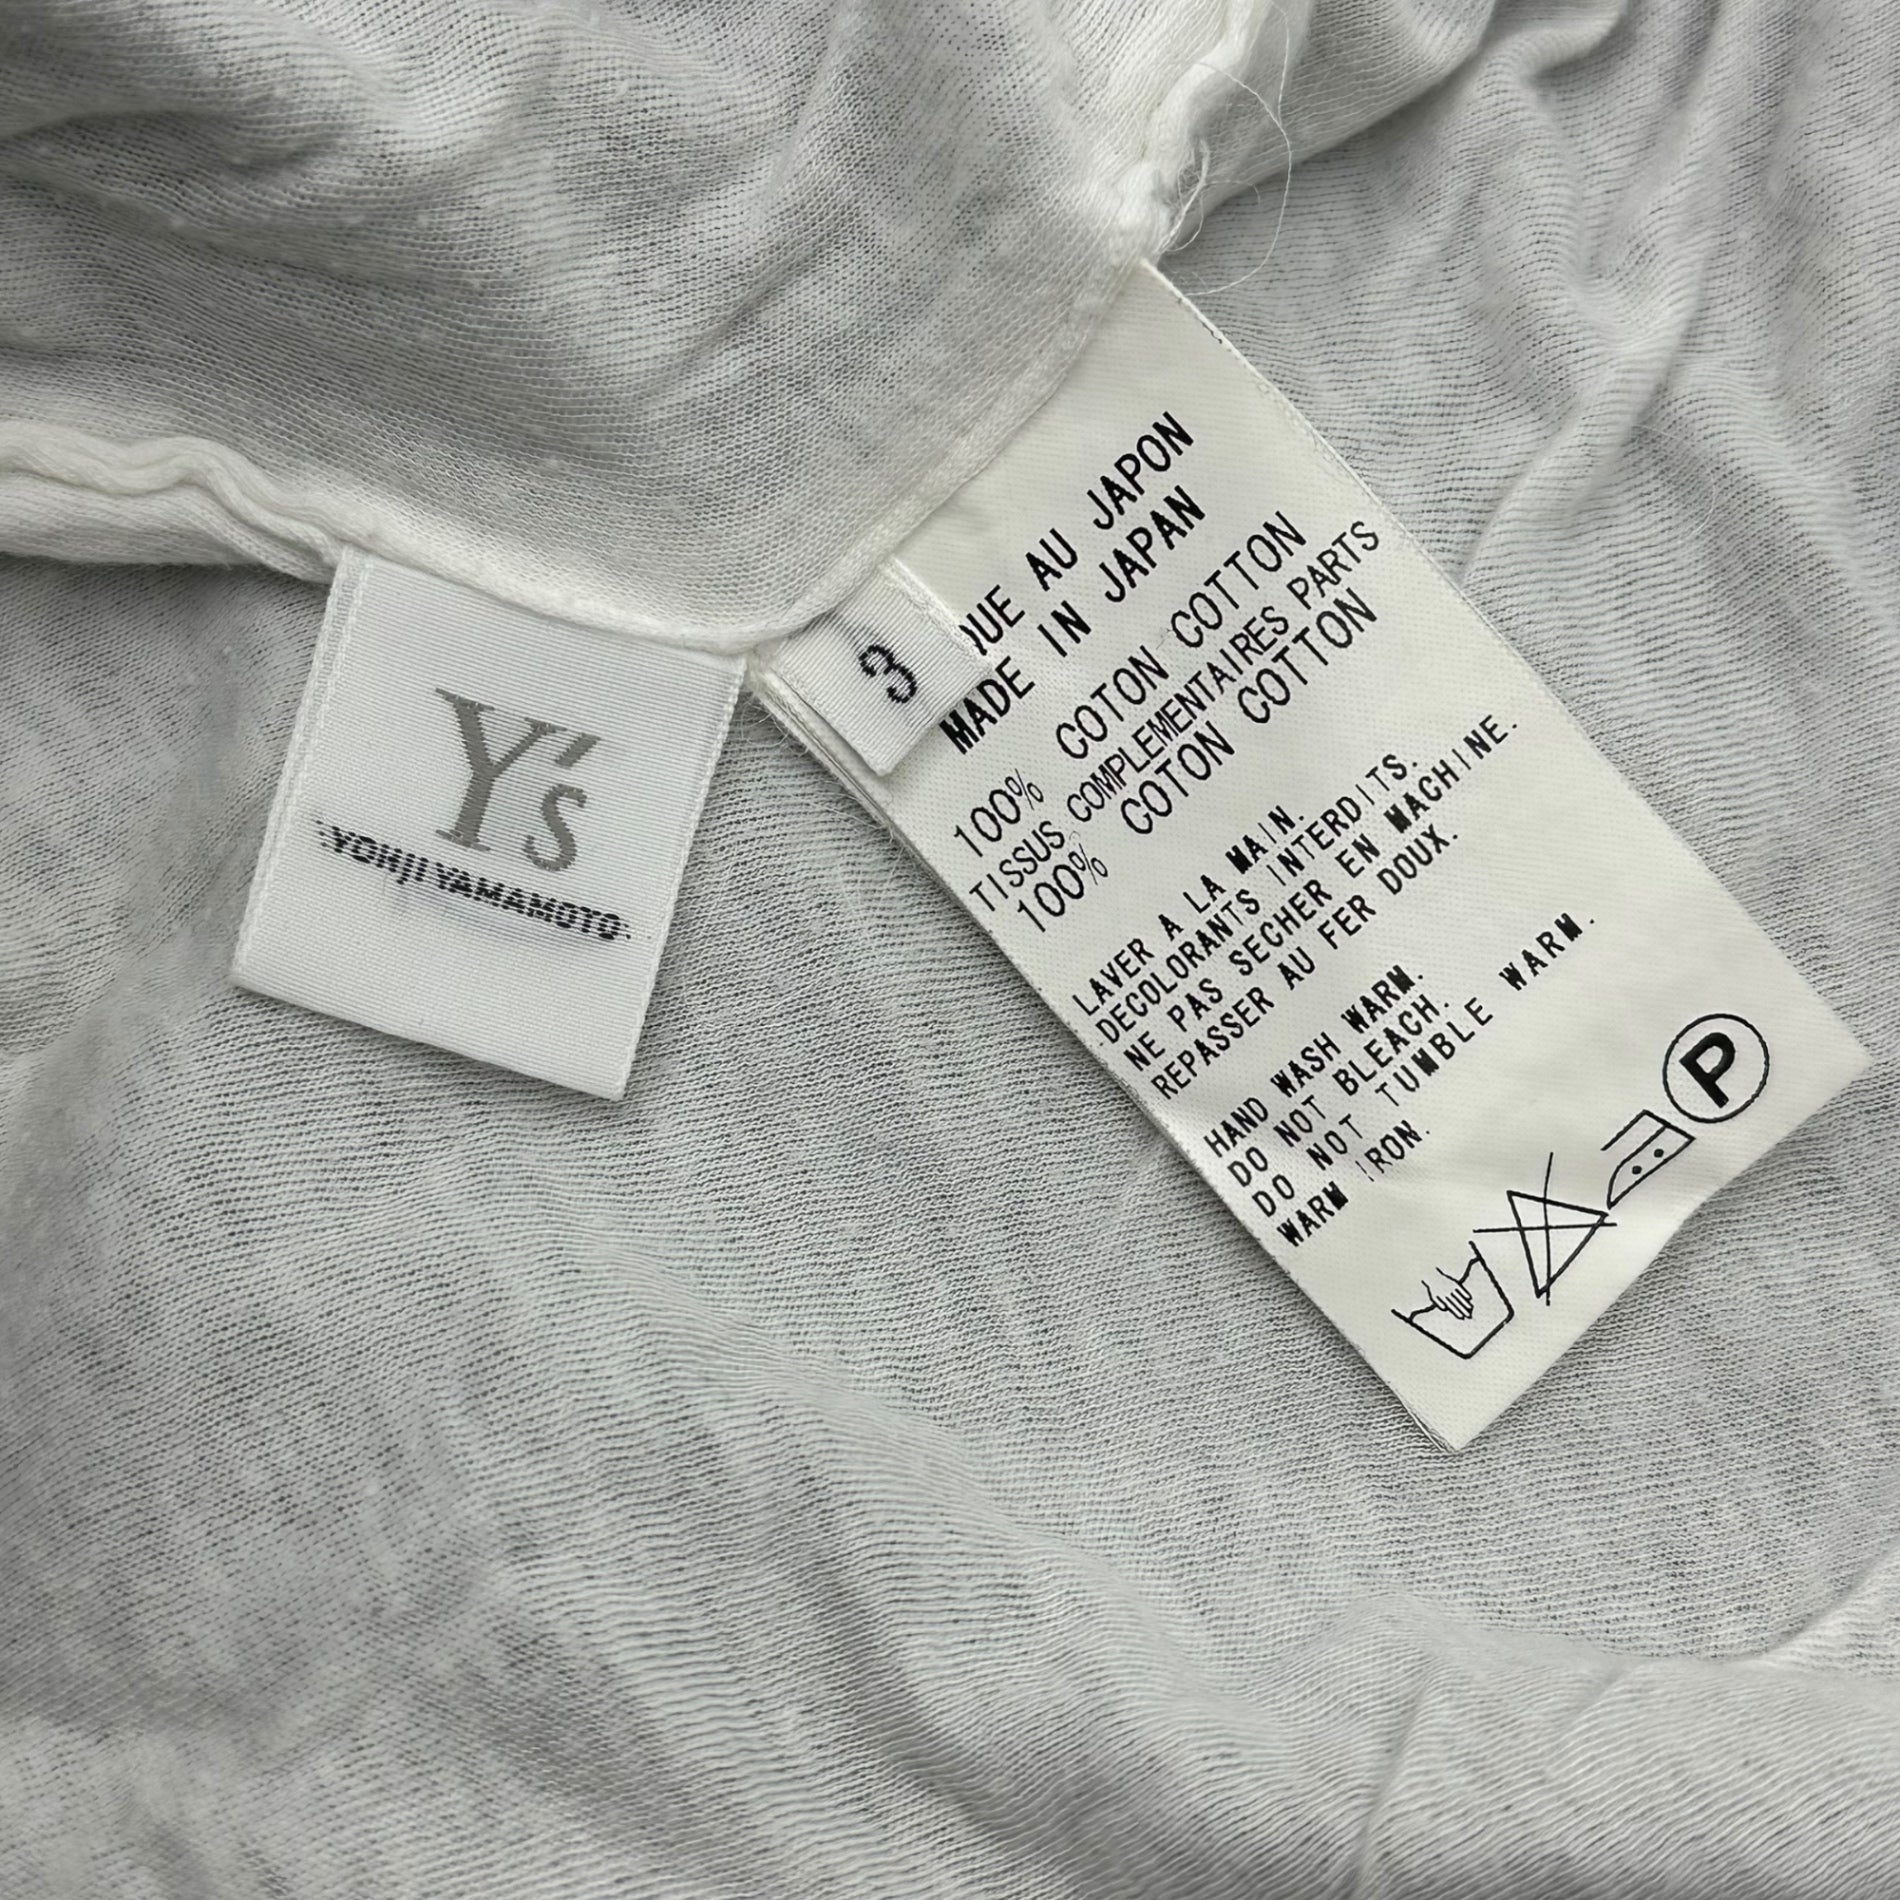 Y's
YOHJI YAMAMOTO.
3
QUE AU JAPON
MADE IN JAPAN
100% COTON COTTON
TISSUS COMPLEMENTAIRES PARTS
100% COTON COTTON
LAVER A LA MAIN.
DECOLORANTS INTERDITS.
NE PAS SECHER EN MACHINE.
REPASSER AU FER DOUX.
HAND WASH WARM.
DO NOT BLEACH.
DO NOT TUMBLE WARM.
WARM IRON.
P